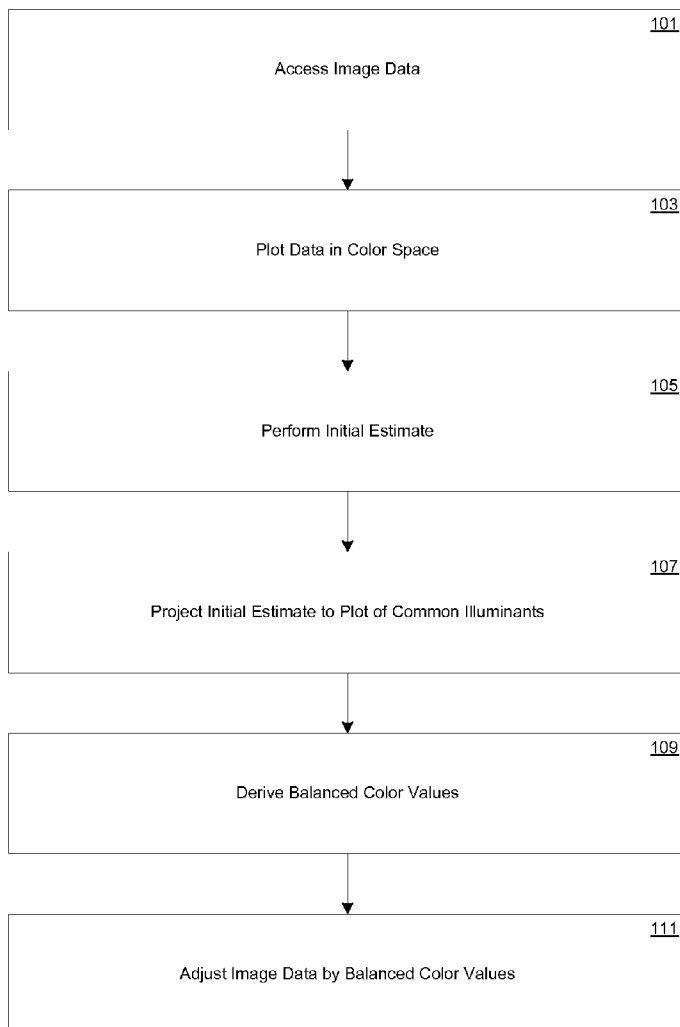 101
Access Image Data
103
Plot Data in Color Space
105
Perform Initial Estimate
107
Project Initial Estimate to Plot of Common Illuminants
109
Derive Balanced Color Values
111
Adjust Image Data by Balanced Color Values